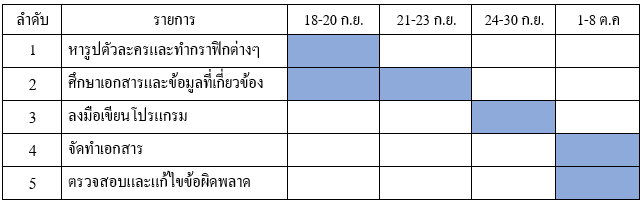 ลำดับ รายการ 18-20 ก.ย. 21-23 ก.ย. 24-30 ก.ย. 1-8 ต.ค
1 หารูปตัวละครและทำกราฟิกต่างๆ
2 ศึกษาเอกสารและข้อมูลที่เกี่ยวข้อง
3 ลงมือเขียนโปรแกรม
4 จัดทำเอกสาร
5 ตรวจสอบและแก้ไขข้อผิดพลาด